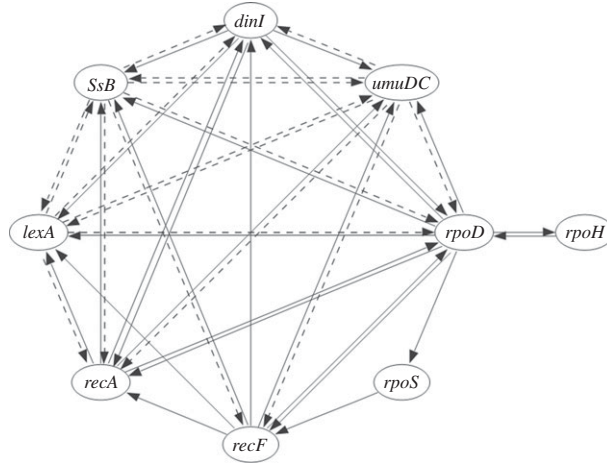 dinI
SsB
umuDC
lexA
rpoD
rpoH
recA
rpoS
recF